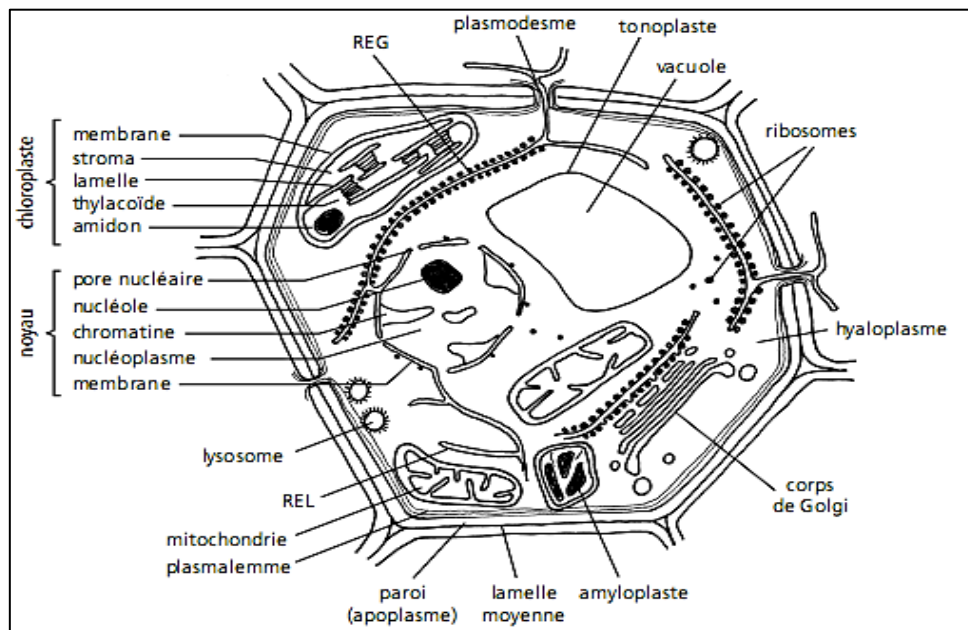 plasmodesme
tonoplaste
REG
vacuole
ribosomes
chloroplaste
membrane
stroma
lamelle
thylacoïde
amidon
noyau
pore nucléaire
nucléole
chromatine
nucléoplasme
membrane
hyaloplasme
lysosome
REL
corps
de Golgi
mitochondrie
plasmalemme
paroi
(apoplasme)
lamelle
moyenne
amyloplaste